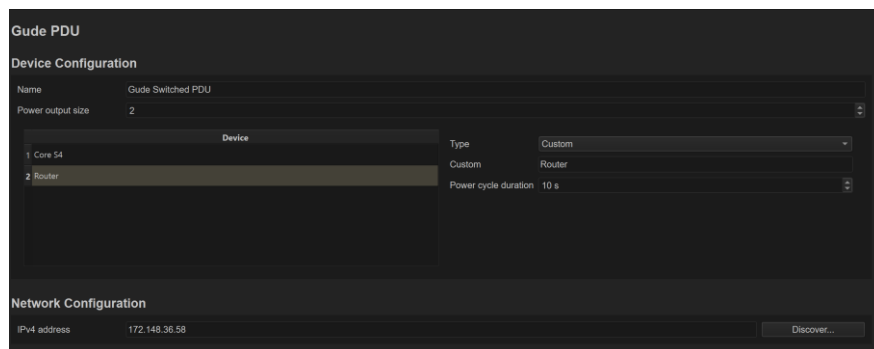 Gude PDU
Device Configuration
Name Gude Switched PDU
Power output size 2
Device
1 Core S4
2 Router
Type Custom
Custom Router
Power cycle duration 10 s
Network Configuration
IPv4 address 172.148.36.58 Discover...